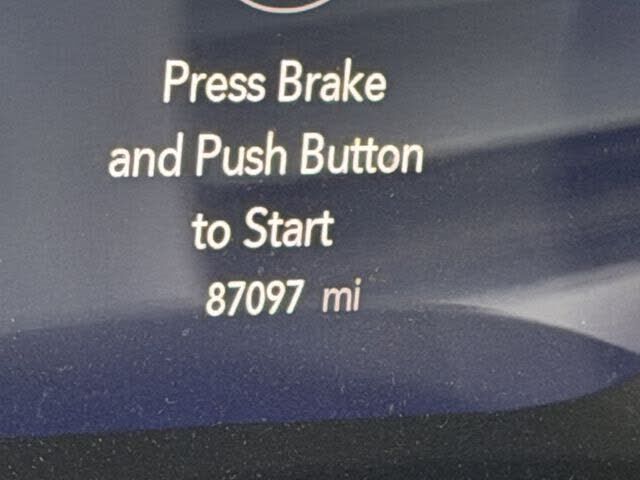 Press Brake
and Push Button
to Start
87097 mi